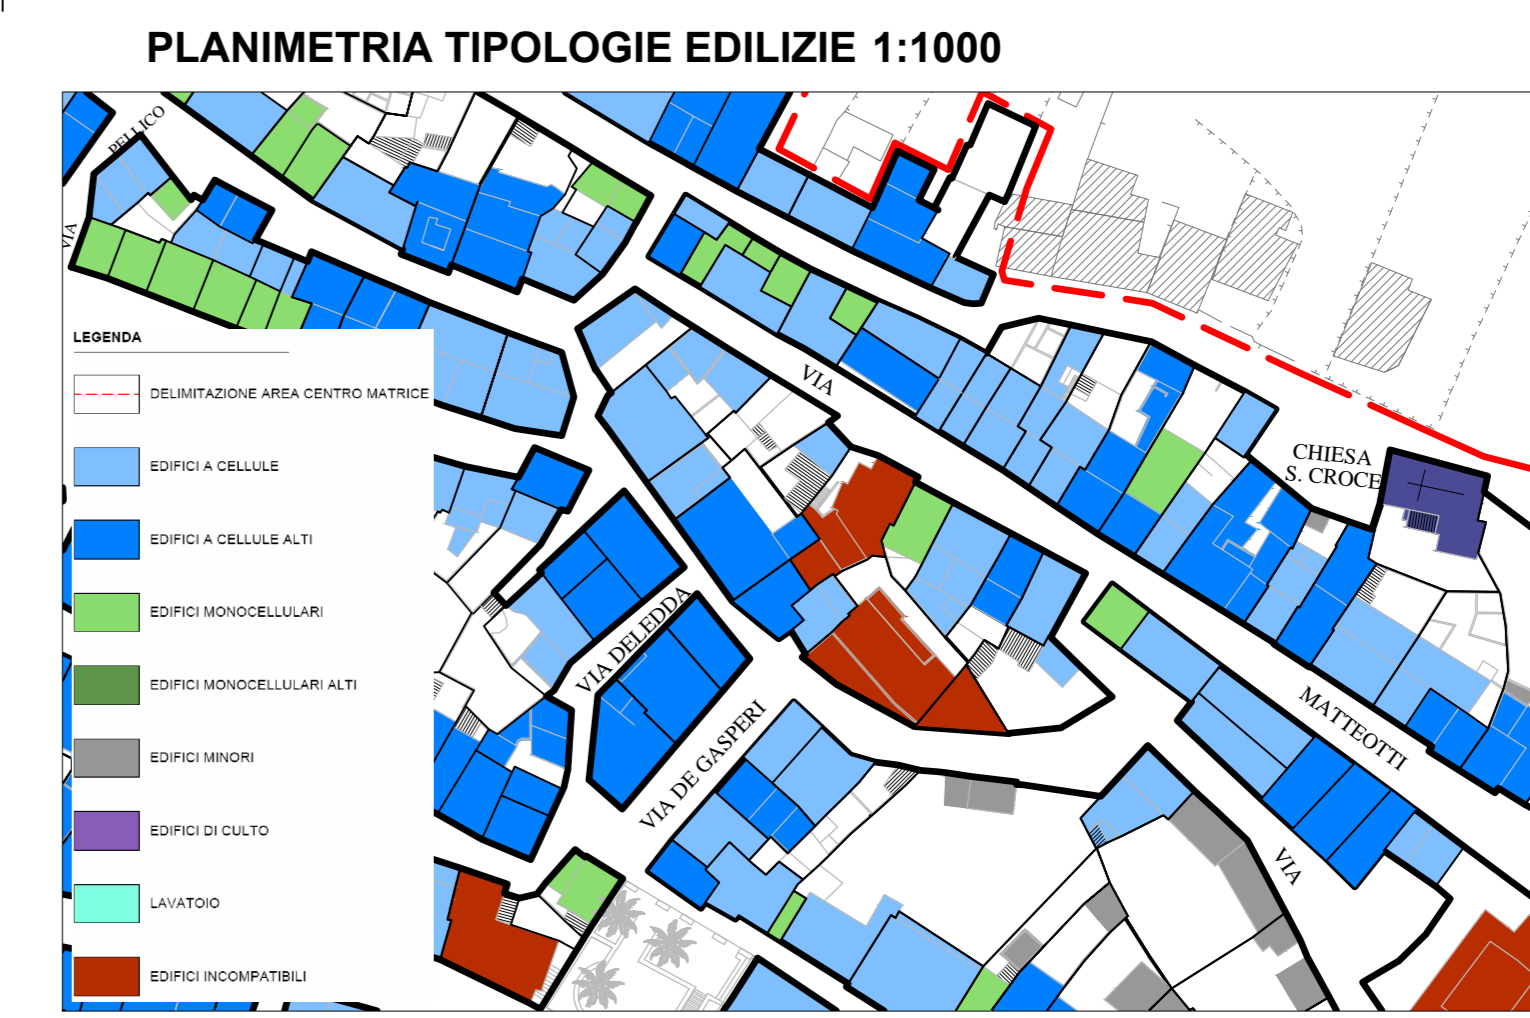 PLANIMETRIA TIPOLOGIE EDILIZIE 1:1000
PELLICO
VIA
LEGENDA
DELIMITAZIONE AREA CENTRO MATRICE
EDIFICI A CELLULE
EDIFICI A CELLULE ALTI
EDIFICI MONOCELLULARI
EDIFICI MONOCELLULARI ALTI
EDIFICI MINORI
EDIFICI DI CULTO
LAVATOIO
EDIFICI INCOMPATIBILI
VIA
CHIESA
S. CROCE
VIA DELEDDA
VIA DE GASPERI
MATTEOTTI
VIA